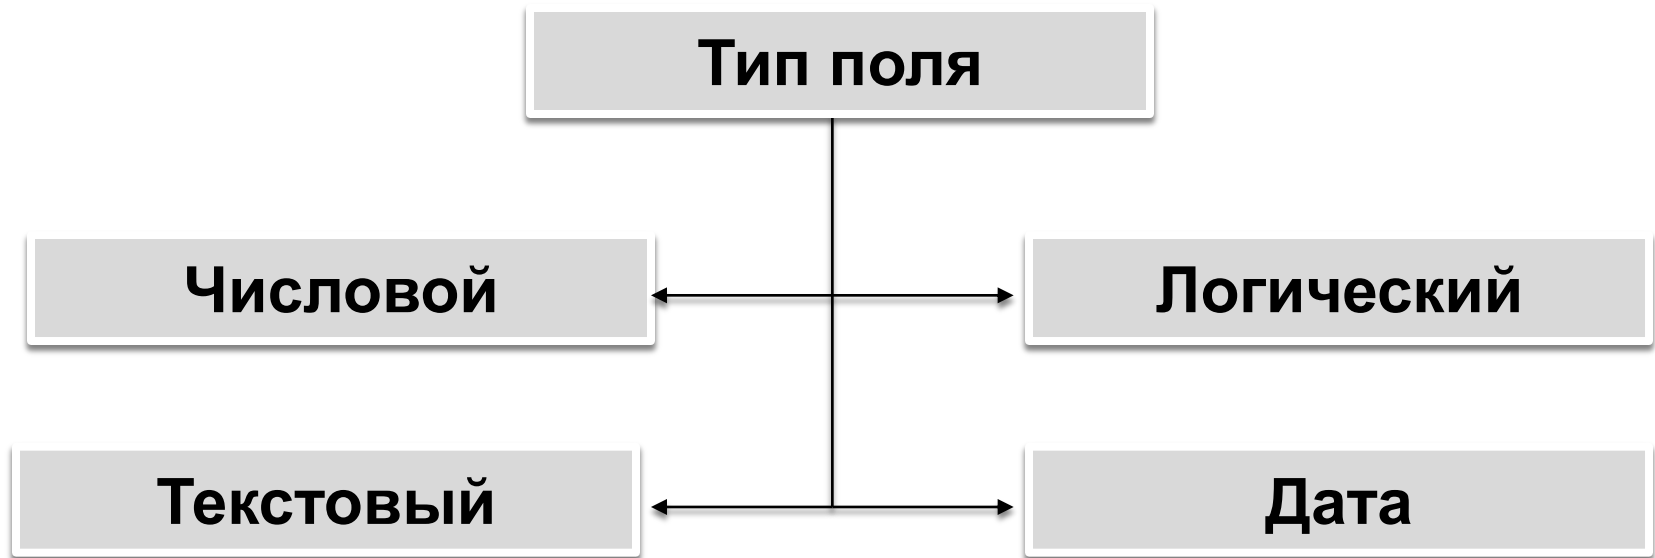 Тип поля
Числовой
Логический
Текстовый
Дата